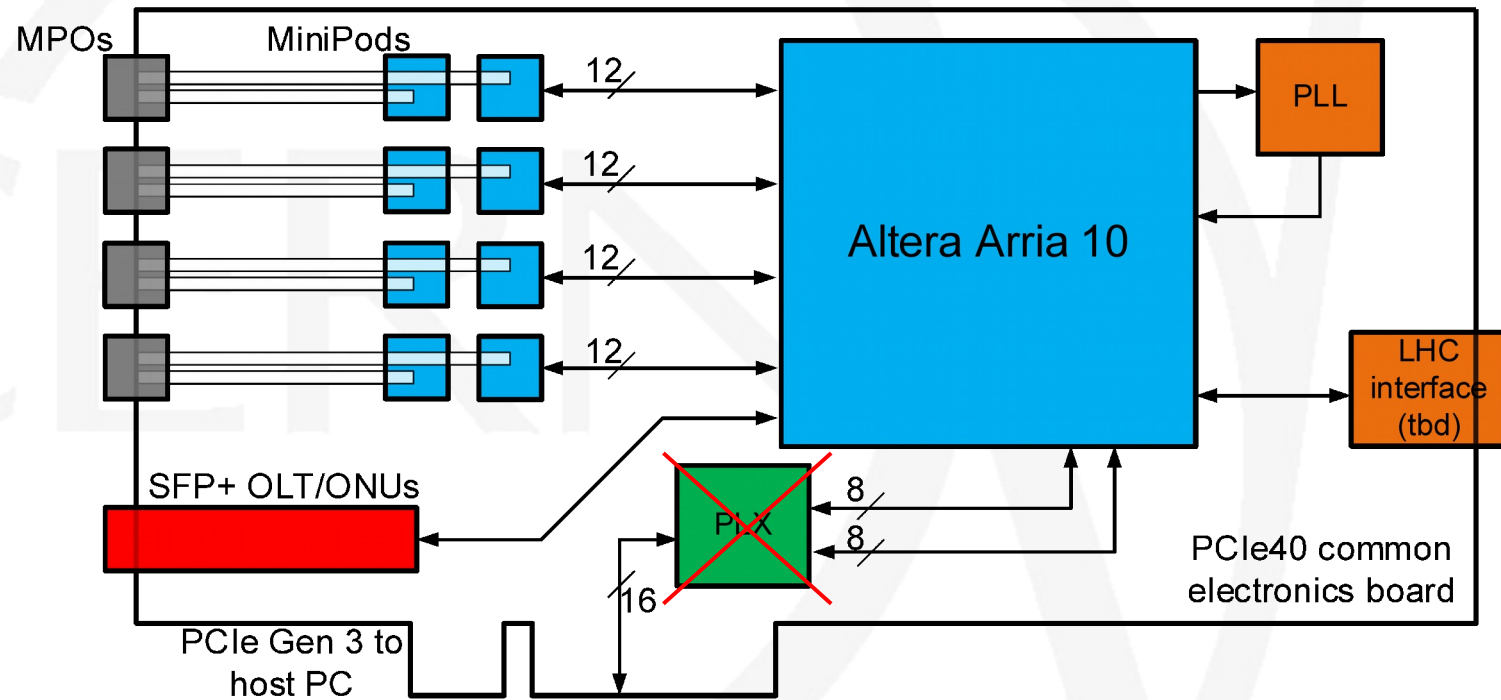 MPOs
MiniPods
12
12
12
12
Altera Arria 10
PLL
LHC
interface
(tbd)
SFP+ OLT/ONUs
PLX
8
8
16
PCIe40 common
electronics board
PCIe Gen 3 to
host PC
CERN